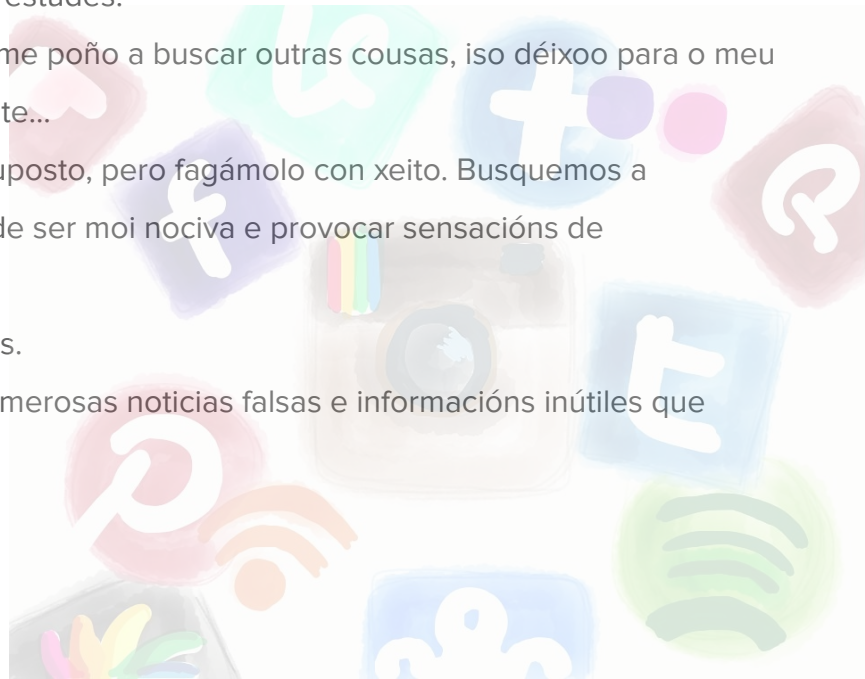 estades.
me poño a buscar outras cousas, iso déixoo para o meu
te...
uposto, pero fagámolo con xeito. Busquemos a
de ser moi nociva e provocar sensacións de
s.
merosas noticias falsas e informacións inútiles que